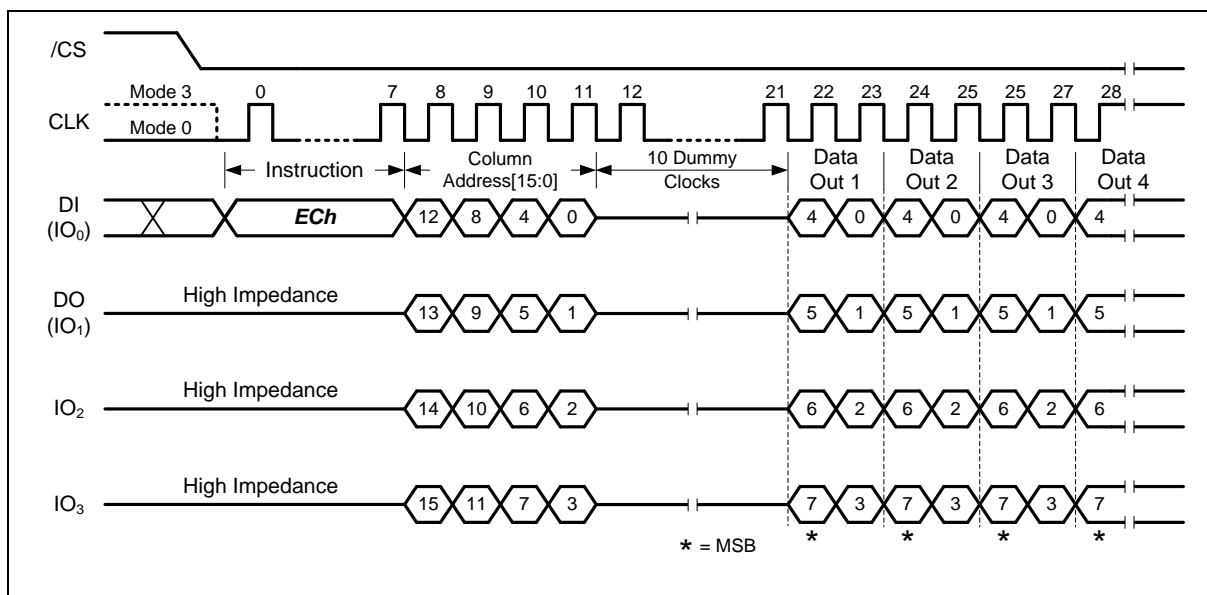 /CS
Mode 3 0 7 8 9 10 11 12 21 22 23 24 25 25 27 28
CLK
Mode 0
Instruction Column Address[15:0] 10 Dummy Clocks Data Out 1 Data Out 2 Data Out 3 Data Out 4
DI (IO0) ECh 12 8 4 0 4 0 4 0 4 0 4
DO (IO1) High Impedance 13 9 5 1 5 1 5 1 5 1 5
IO2 High Impedance 14 10 6 2 6 2 6 2 6 2 6
IO3 High Impedance 15 11 7 3 7 3 7 3 7 3 7
* * * *
* = MSB